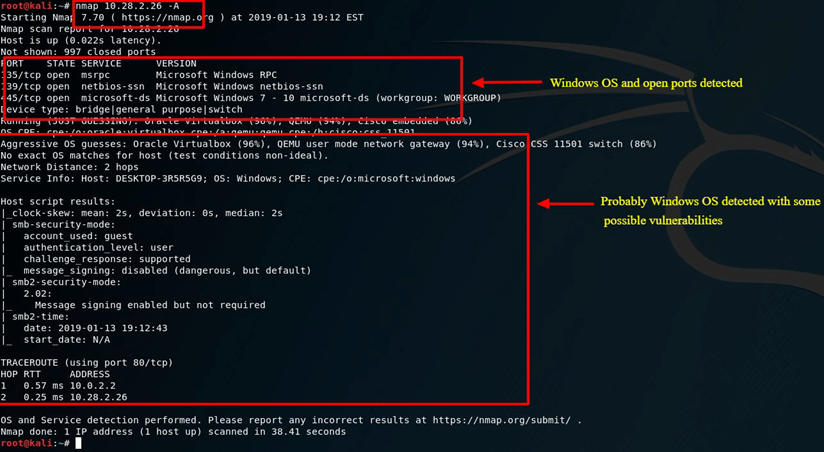 root@kali:~# nmap 10.28.2.26 -A
Starting Nmap 7.70 ( https://nmap.org ) at 2019-01-13 19:12 EST
Nmap scan report for 10.28.2.26
Host is up (0.022s latency).
Not shown: 997 closed ports
PORT    STATE SERVICE      VERSION
135/tcp open  msrpc        Microsoft Windows RPC
139/tcp open  netbios-ssn  Microsoft Windows netbios-ssn
445/tcp open  microsoft-ds Microsoft Windows 7 - 10 microsoft-ds (workgroup: WORKGROUP)
Device type: bridge|general purpose|switch
Running (JUST GUESSING): Oracle Virtualbox (96%), QEMU (94%), Cisco embedded (86%)
OS CPE: cpe:/o:oracle:virtualbox cpe:/a:qemu:qemu cpe:/h:cisco:css_11501
Aggressive OS guesses: Oracle Virtualbox (96%), QEMU user mode network gateway (94%), Cisco CSS 11501 switch (86%)
No exact OS matches for host (test conditions non-ideal).
Network Distance: 2 hops
Service Info: Host: DESKTOP-3R5R5G9; OS: Windows; CPE: cpe:/o:microsoft:windows
Host script results:
|_clock-skew: mean: 2s, deviation: 0s, median: 2s
| smb-security-mode:
|   account_used: guest
|   authentication_level: user
|   challenge_response: supported
|_  message_signing: disabled (dangerous, but default)
| smb2-security-mode:
|   2.02:
|_    Message signing enabled but not required
| smb2-time:
|   date: 2019-01-13 19:12:43
|_  start_date: N/A
TRACEROUTE (using port 80/tcp)
HOP RTT     ADDRESS
1   0.57 ms 10.0.2.2
2   0.25 ms 10.28.2.26
OS and Service detection performed. Please report any incorrect results at https://nmap.org/submit/ .
Nmap done: 1 IP address (1 host up) scanned in 38.41 seconds
root@kali:~#
Windows OS and open ports detected
Probably Windows OS detected with some
possible vulnerabilities